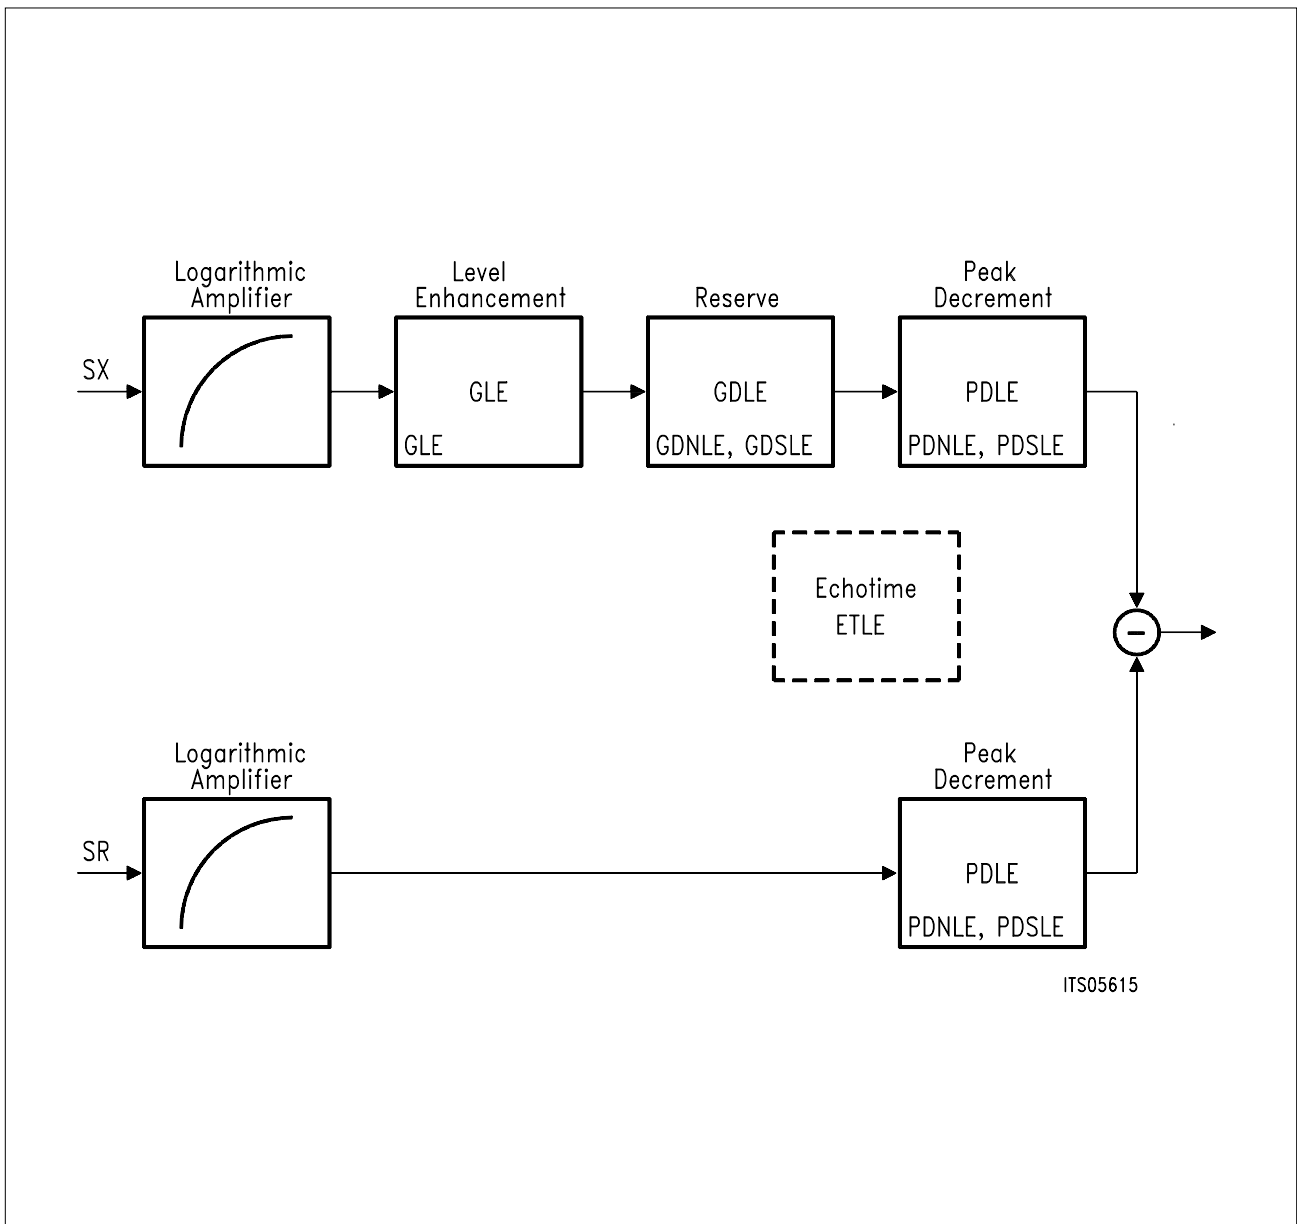 Logarithmic
Amplifier
Level
Enhancement
Reserve
Peak
Decrement
SX
GLE
GLE
GDLE
GDNLE, GDSLE
PDLE
PDNLE, PDSLE
Echotime
ETLE
−
Logarithmic
Amplifier
Peak
Decrement
SR
PDLE
PDNLE, PDSLE
ITS05615